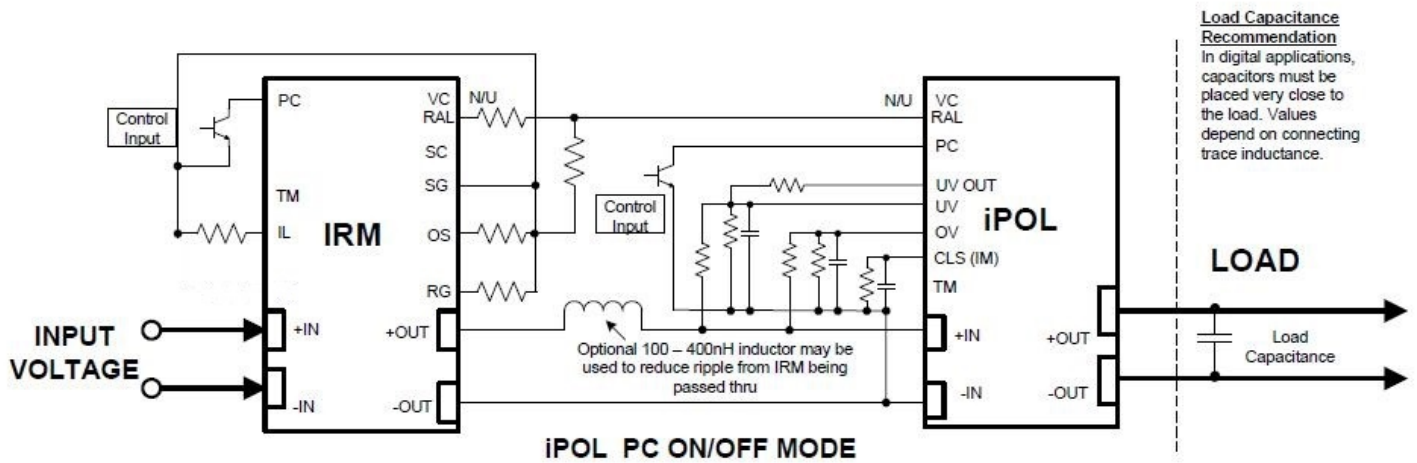 Load Capacitance
Recommendation
In digital applications,
capacitors must be
placed very close to
the load. Values
depend on connecting
trace inductance.
Control
Input
PC
TM
IL
IRM
VC
N/U
RAL
SC
SG
OS
RG
+IN
-IN
+OUT
-OUT
INPUT
VOLTAGE
Control
Input
Optional 100 – 400nH inductor may be
used to reduce ripple from IRM being
passed thru
N/U
VC
RAL
PC
UV OUT
UV
OV
CLS (IM)
TM
iPOL
+IN
-IN
+OUT
-OUT
LOAD
Load
Capacitance
iPOL PC ON/OFF MODE